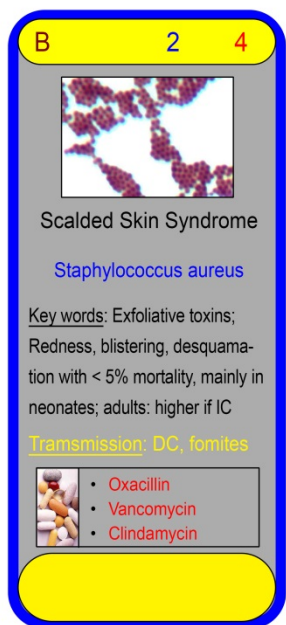 B 2 4
Scalded Skin Syndrome
Staphylococcus aureus
Key words: Exfoliative toxins;
Redness, blistering, desquama-
tion with < 5% mortality, mainly in
neonates; adults: higher if IC
Tramsmission: DC, fomites
• Oxacillin
• Vancomycin
• Clindamycin